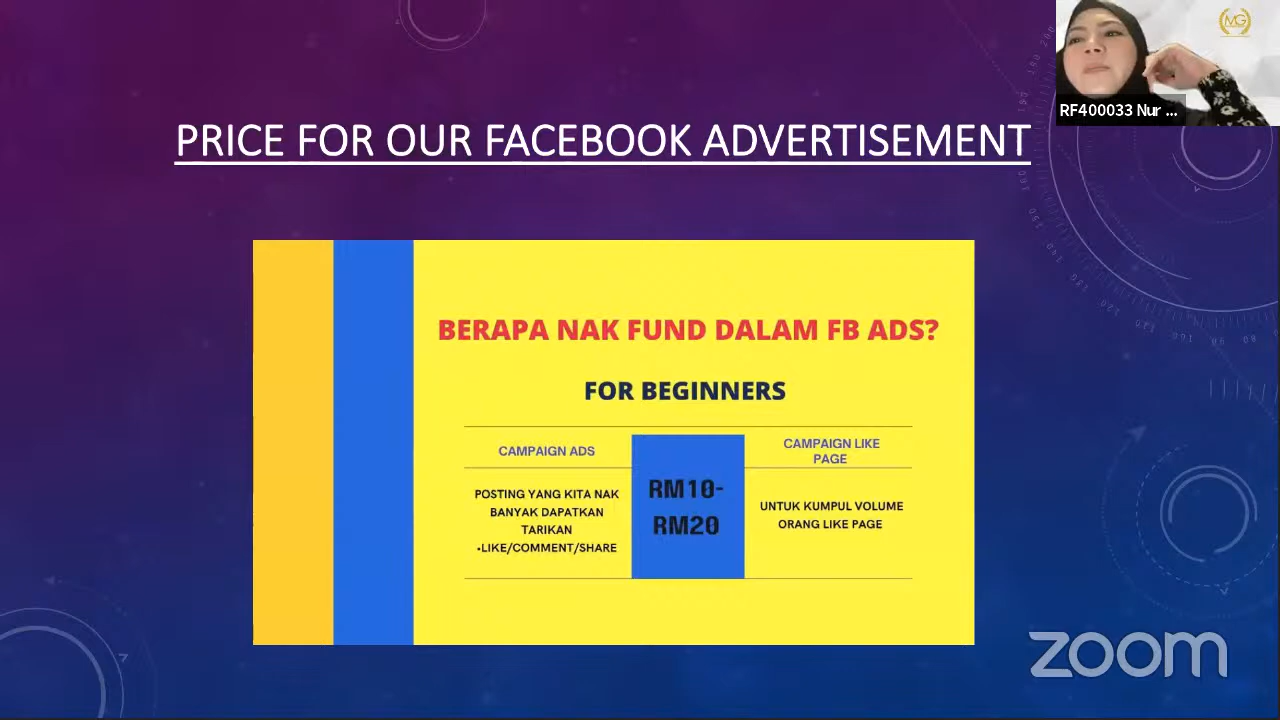 MG
RF400033 Nur ...
PRICE FOR OUR FACEBOOK ADVERTISEMENT
BERAPA NAK FUND DALAM FB ADS?
FOR BEGINNERS
CAMPAIGN ADS
POSTING YANG KITA NAK
BANYAK DAPATKAN
TARIKAN
•LIKE/COMMENT/SHARE
RM10-
RM20
CAMPAIGN LIKE
PAGE
UNTUK KUMPUL VOLUME
ORANG LIKE PAGE
zoom